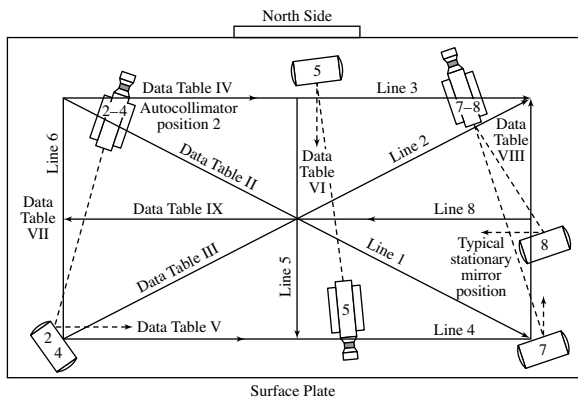 North Side
Data Table IV
Line 3
5
2–4
Autocollimator
position 2
7–8
Line 6
Data Table II
Data
Table
VI
Line 2
Data
Table
VIII
Data
Table
VII
Data Table IX
Line 8
Data Table III
Line 5
Line 1
Typical
stationary
mirror
position
8
5
2
4
Data Table V
Line 4
7
Surface Plate